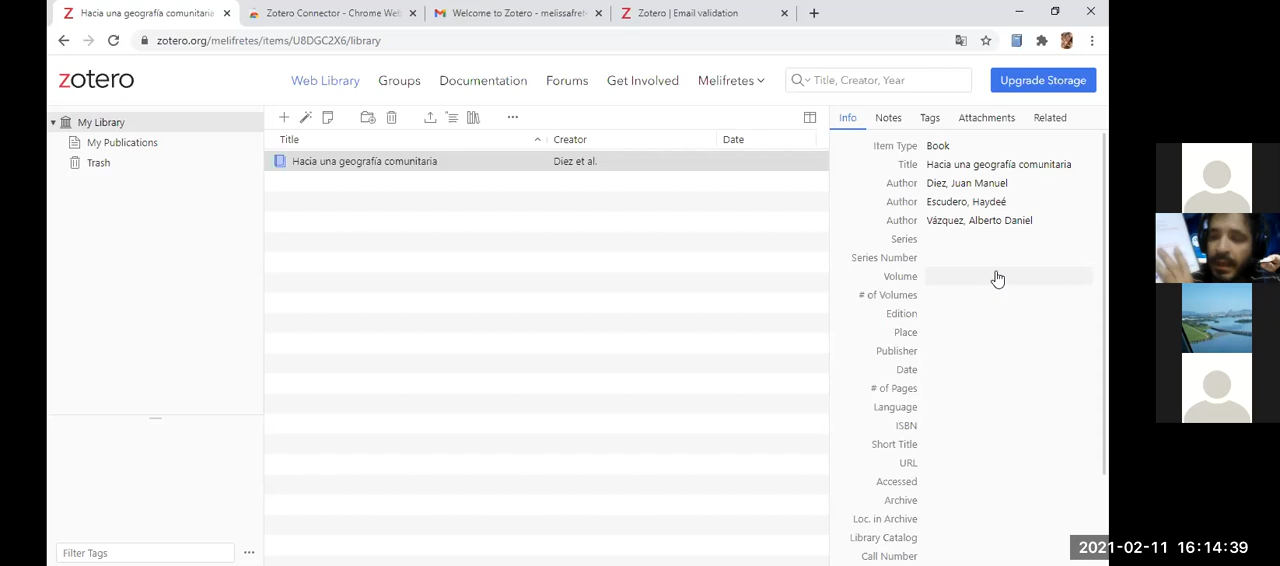 Hacia una geografía comunitaria
Zotero Connector - Chrome Web
Welcome to Zotero - melissafret
Zotero | Email validation
zotero.org/melifretes/items/U8DGC2X6/library
zotero
Web Library
Groups
Documentation
Forums
Get Involved
Melifretes
Title, Creator, Year
Upgrade Storage
My Library
My Publications
Trash
Title
Creator
Date
Hacia una geografía comunitaria
Diez et al.
Info
Notes
Tags
Attachments
Related
Item Type Book
Title Hacia una geografía comunitaria
Author Diez, Juan Manuel
Author Escudero, Haydeé
Author Vázquez, Alberto Daniel
Series
Series Number
Volume
# of Volumes
Edition
Place
Publisher
Date
# of Pages
Language
ISBN
Short Title
URL
Accessed
Archive
Loc. in Archive
Library Catalog
Call Number
Filter Tags
2021-02-11 16:14:39